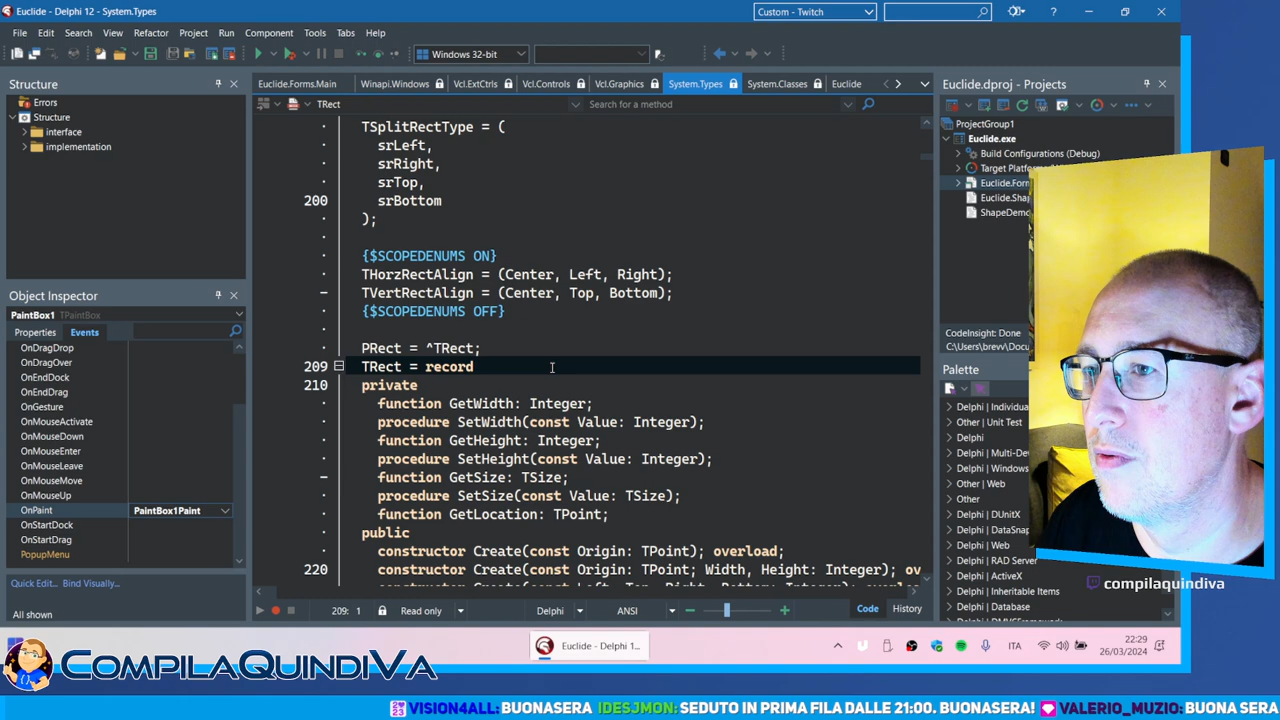 Euclide - Delphi 12 - System.Types
Custom - Twitch
File Edit Search View Refactor Project Run Component Tools Tabs Help
Windows 32-bit
Structure
Errors
Structure
interface
implementation
Object Inspector
PaintBox1 TPaintBox
Properties Events
OnDragDrop
OnDragOver
OnEndDock
OnEndDrag
OnGesture
OnMouseActivate
OnMouseDown
OnMouseEnter
OnMouseLeave
OnMouseMove
OnMouseUp
OnPaint PaintBox1Paint
OnStartDock
OnStartDrag
PopupMenu
Quick Edit... Bind Visually...
All shown
Euclide.Forms.Main Winapi.Windows Vcl.ExtCtrls Vcl.Controls Vcl.Graphics System.Types System.Classes Euclide
TRect
Search for a method
TSplitRectType = (
srLeft,
srRight,
srTop,
200 srBottom
);
{$SCOPEDENUMS ON}
THorzRectAlign = (Center, Left, Right);
TVertRectAlign = (Center, Top, Bottom);
{$SCOPEDENUMS OFF}
PRect = ^TRect;
209 TRect = record
210 private
function GetWidth: Integer;
procedure SetWidth(const Value: Integer);
function GetHeight: Integer;
procedure SetHeight(const Value: Integer);
function GetSize: TSize;
procedure SetSize(const Value: TSize);
function GetLocation: TPoint;
public
constructor Create(const Origin: TPoint); overload;
220 constructor Create(const Origin: TPoint; Width, Height: Integer); ov
209: 1 Read only Delphi ANSI Code History
Euclide.dproj - Projects
ProjectGroup1
Euclide.exe
Build Configurations (Debug)
Target Platforms
Euclide.Form
Euclide.Sha
ShapeDemo
CodeInsight: Done
C:\Users\brevv\
Palette
Delphi | Individua
Other | Unit Test
Delphi
Delphi | Multi-De
Delphi | Windows
Other | Web
Other
Delphi | DUnitX
Delphi | DataSnap
Delphi | Web
Delphi | RAD Server
Delphi | ActiveX
Delphi | Inheritable Items
Delphi | Database
compilaquindiva
Euclide - Delphi 1...
ITA
22:29
26/03/2024
COMPILAQUINDIVA
VISION4ALL: BUONASERA IDESJMON: SEDUTO IN PRIMA FILA DALLE 21:00. BUONASERA! VALERIO_MUZIO: BUONA SERA